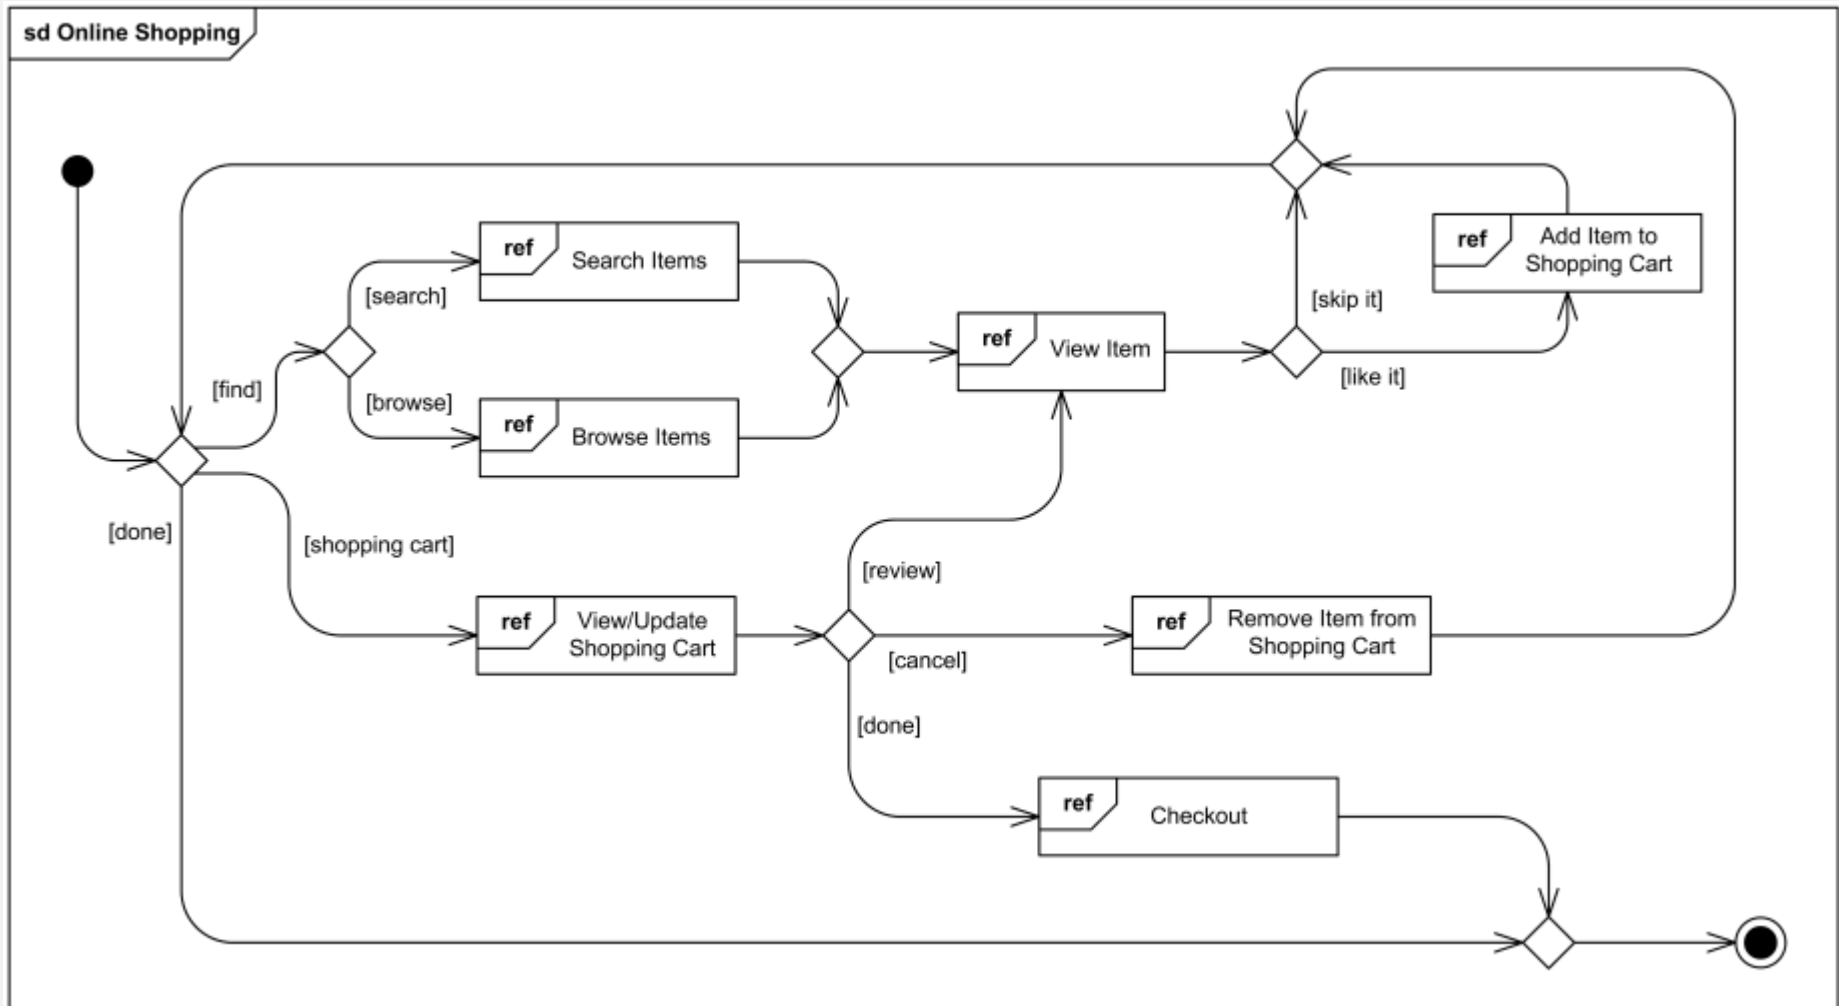 sd Online Shopping
ref
Search Items
[search]
[find]
[browse]
ref
Browse Items
ref
View Item
[skip it]
[like it]
ref
Add Item to
Shopping Cart
[done]
[shopping cart]
ref
View/Update
Shopping Cart
[review]
[cancel]
[done]
ref
Remove Item from
Shopping Cart
ref
Checkout